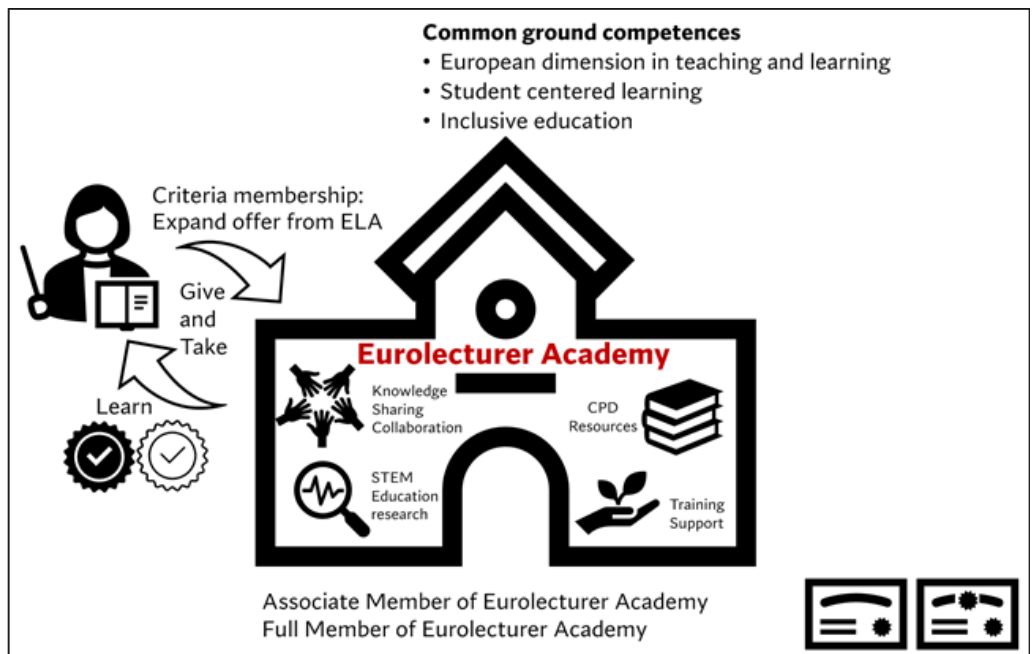 Common ground competences
• European dimension in teaching and learning
• Student centered learning
• Inclusive education
Criteria membership:
Expand offer from ELA
Give
and
Take
Learn
Eurolecturer Academy
Knowledge
Sharing
Collaboration
CPD
Resources
STEM
Education
research
Training
Support
Associate Member of Eurolecturer Academy
Full Member of Eurolecturer Academy